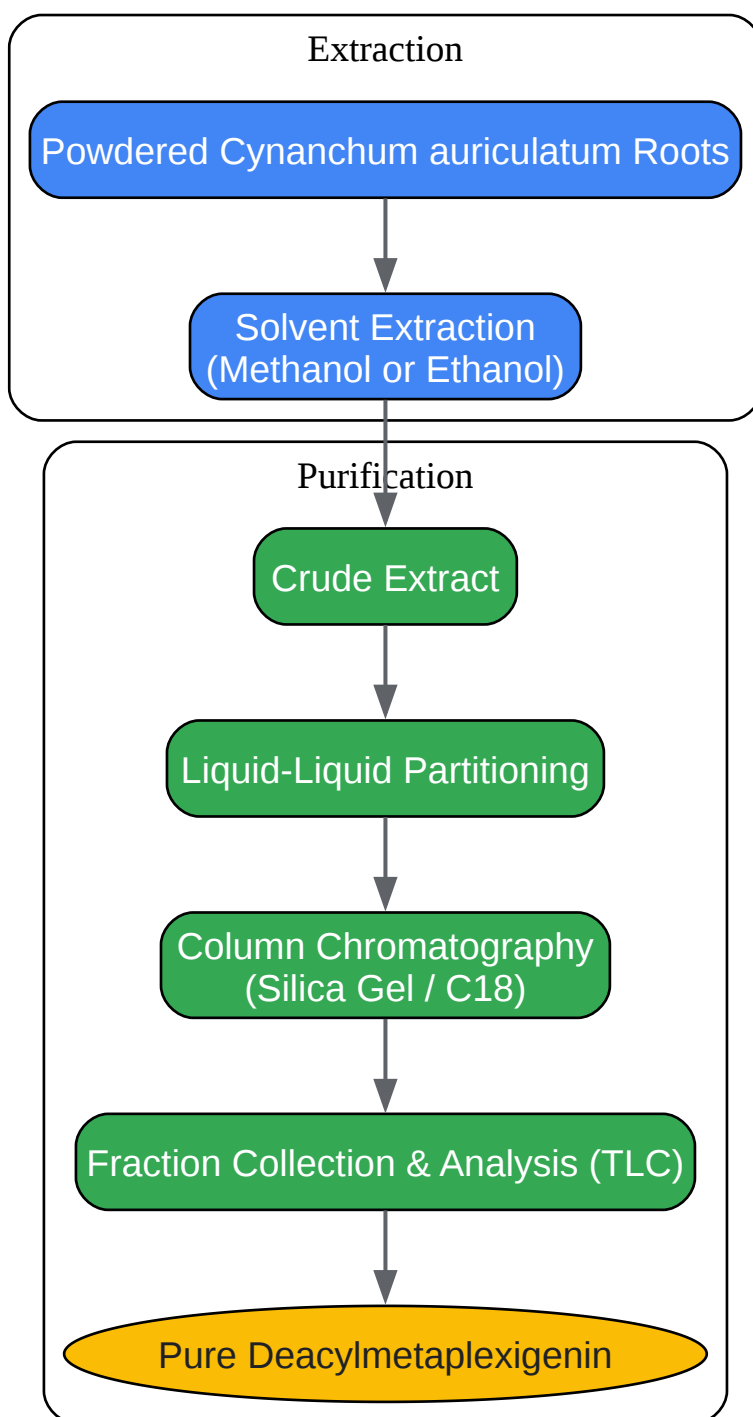 Extraction
Powdered Cynanchum auriculatum Roots
Solvent Extraction
(Methanol or Ethanol)
Purification
Crude Extract
Liquid-Liquid Partitioning
Column Chromatography
(Silica Gel / C18)
Fraction Collection & Analysis (TLC)
Pure Deacylmetaplexigenin